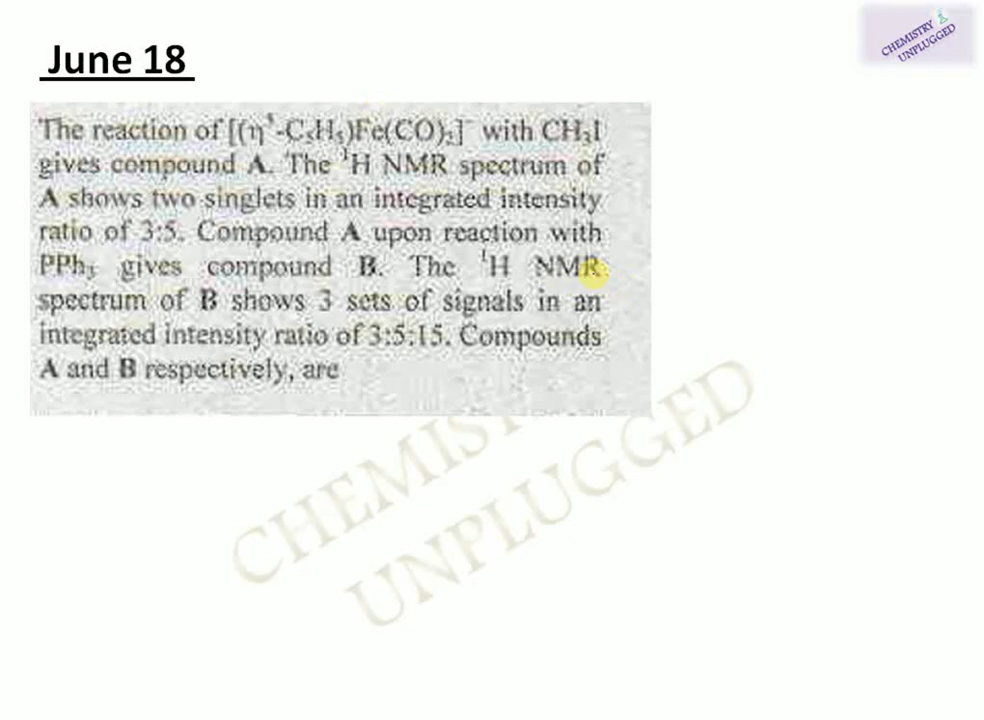 June 18
CHEMISTRY
UNPLUGGED
The reaction of [(η⁵-C₅H₅)Fe(CO)₂]⁻ with CH₃I
gives compound A. The ¹H NMR spectrum of
A shows two singlets in an integrated intensity
ratio of 3:5. Compound A upon reaction with
PPh₃ gives compound B. The ¹H NMR
spectrum of B shows 3 sets of signals in an
integrated intensity ratio of 3:5:15. Compounds
A and B respectively, are
CHEMIST
UNPLUGGED